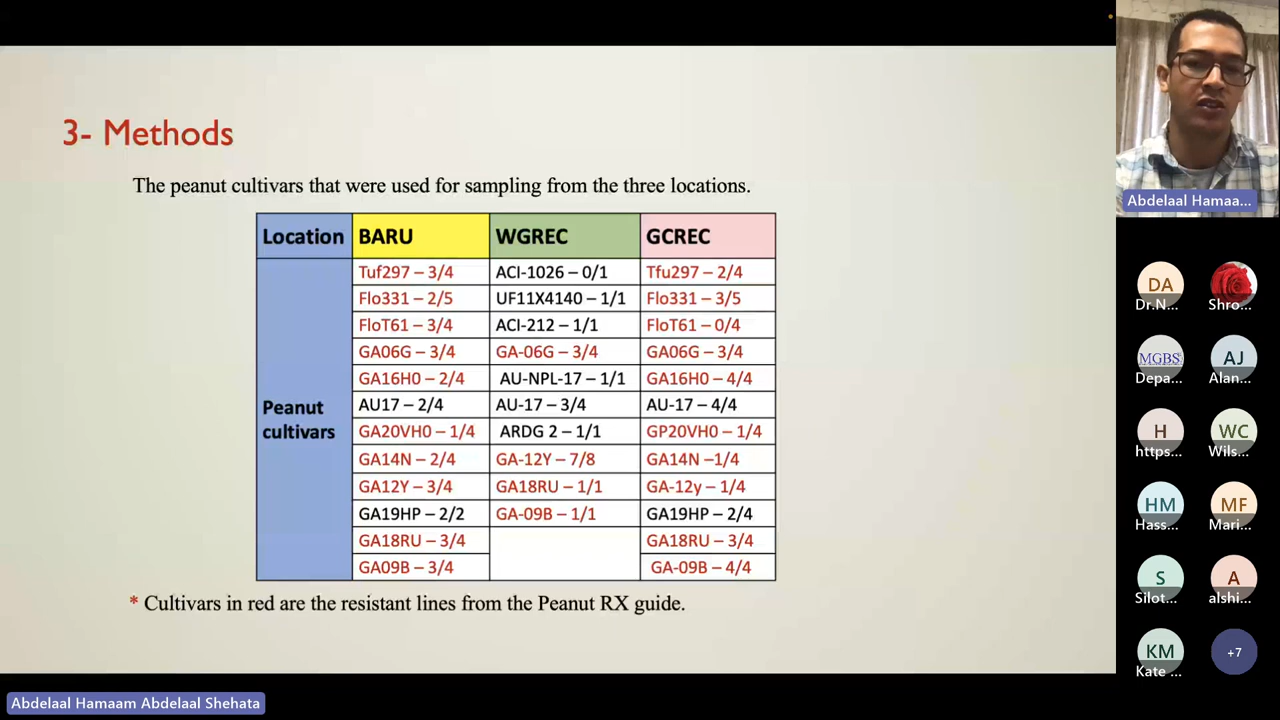 3- Methods
The peanut cultivars that were used for sampling from the three locations.
Location BARU WGREC GCREC
Peanut cultivars
Tuf297 – 3/4 ACI-1026 – 0/1 Tfu297 – 2/4
Flo331 – 2/5 UF11X4140 – 1/1 Flo331 – 3/5
FloT61 – 3/4 ACI-212 – 1/1 FloT61 – 0/4
GA06G – 3/4 GA-06G – 3/4 GA06G – 3/4
GA16H0 – 2/4 AU-NPL-17 – 1/1 GA16H0 – 4/4
AU17 – 2/4 AU-17 – 3/4 AU-17 – 4/4
GA20VH0 – 1/4 ARDG 2 – 1/1 GP20VH0 – 1/4
GA14N – 2/4 GA-12Y – 7/8 GA14N –1/4
GA12Y – 3/4 GA18RU – 1/1 GA-12y – 1/4
GA19HP – 2/2 GA-09B – 1/1 GA19HP – 2/4
GA18RU – 3/4 GA18RU – 3/4
GA09B – 3/4 GA-09B – 4/4
* Cultivars in red are the resistant lines from the Peanut RX guide.
Abdelaal Hamaam Abdelaal Shehata
Abdelaal Hamaa...
DA
Dr.N... Shro...
MGBS AJ
Depa... Alan...
H WC
https... Wils...
HM MF
Hass... Mari...
S A
Silot... alshi...
KM +7
Kate ...